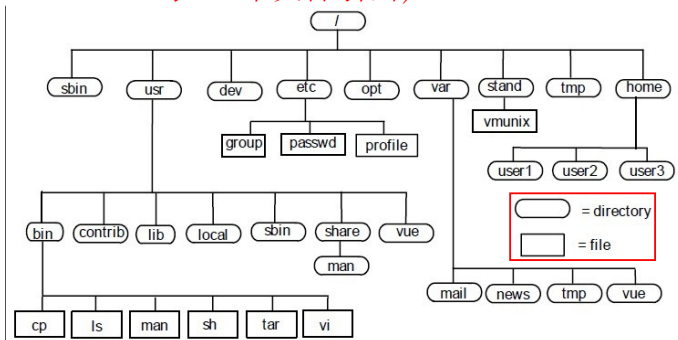 /
sbin usr dev etc opt var stand tmp home
group passwd profile vmunix
user1 user2 user3
bin contrib lib local sbin share vue
= directory
= file
man
mail news tmp vue
cp ls man sh tar vi